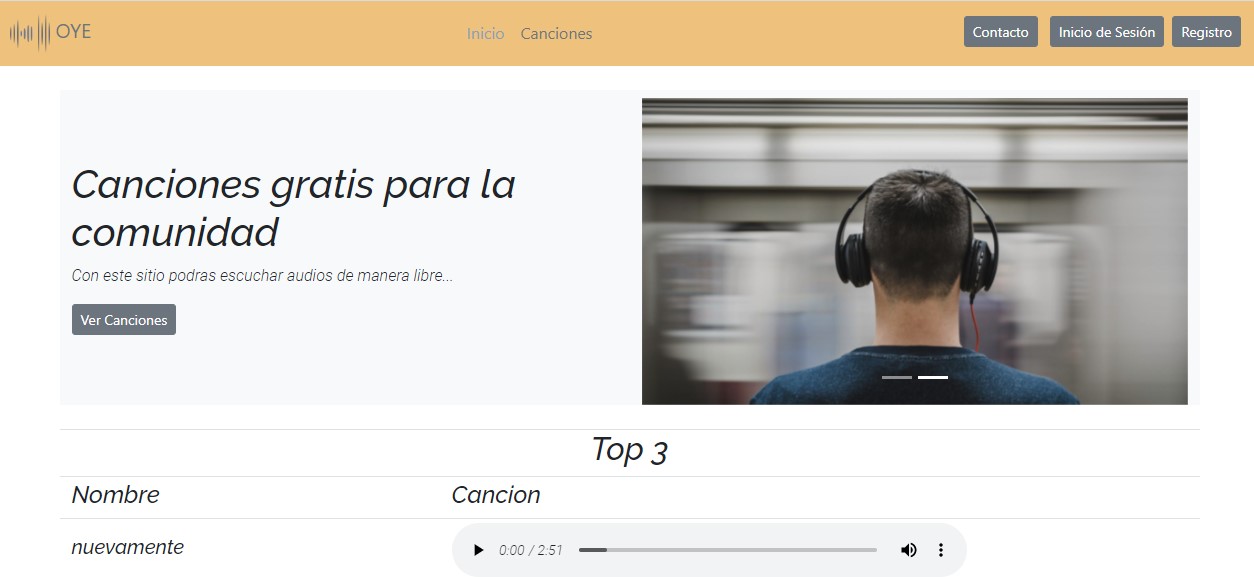 OYE
Inicio Canciones
Contacto Inicio de Sesión Registro
Canciones gratis para la
comunidad
Con este sitio podras escuchar audios de manera libre...
Ver Canciones
Top 3
Nombre Cancion
nuevamente 0:00 / 2:51